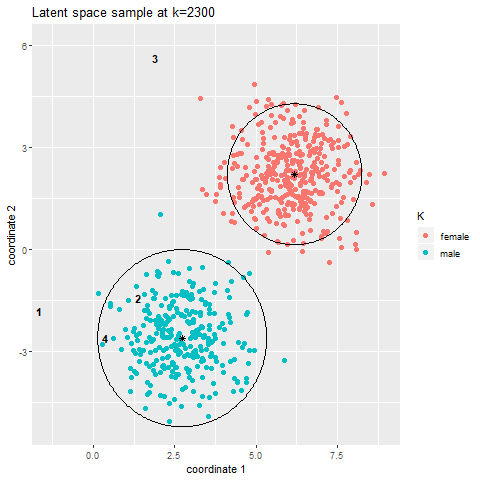 Latent space sample at k=2300
6
3
0
-3
coordinate 2
3
2
1
4
0.0
2.5
5.0
7.5
coordinate 1
K
female
male